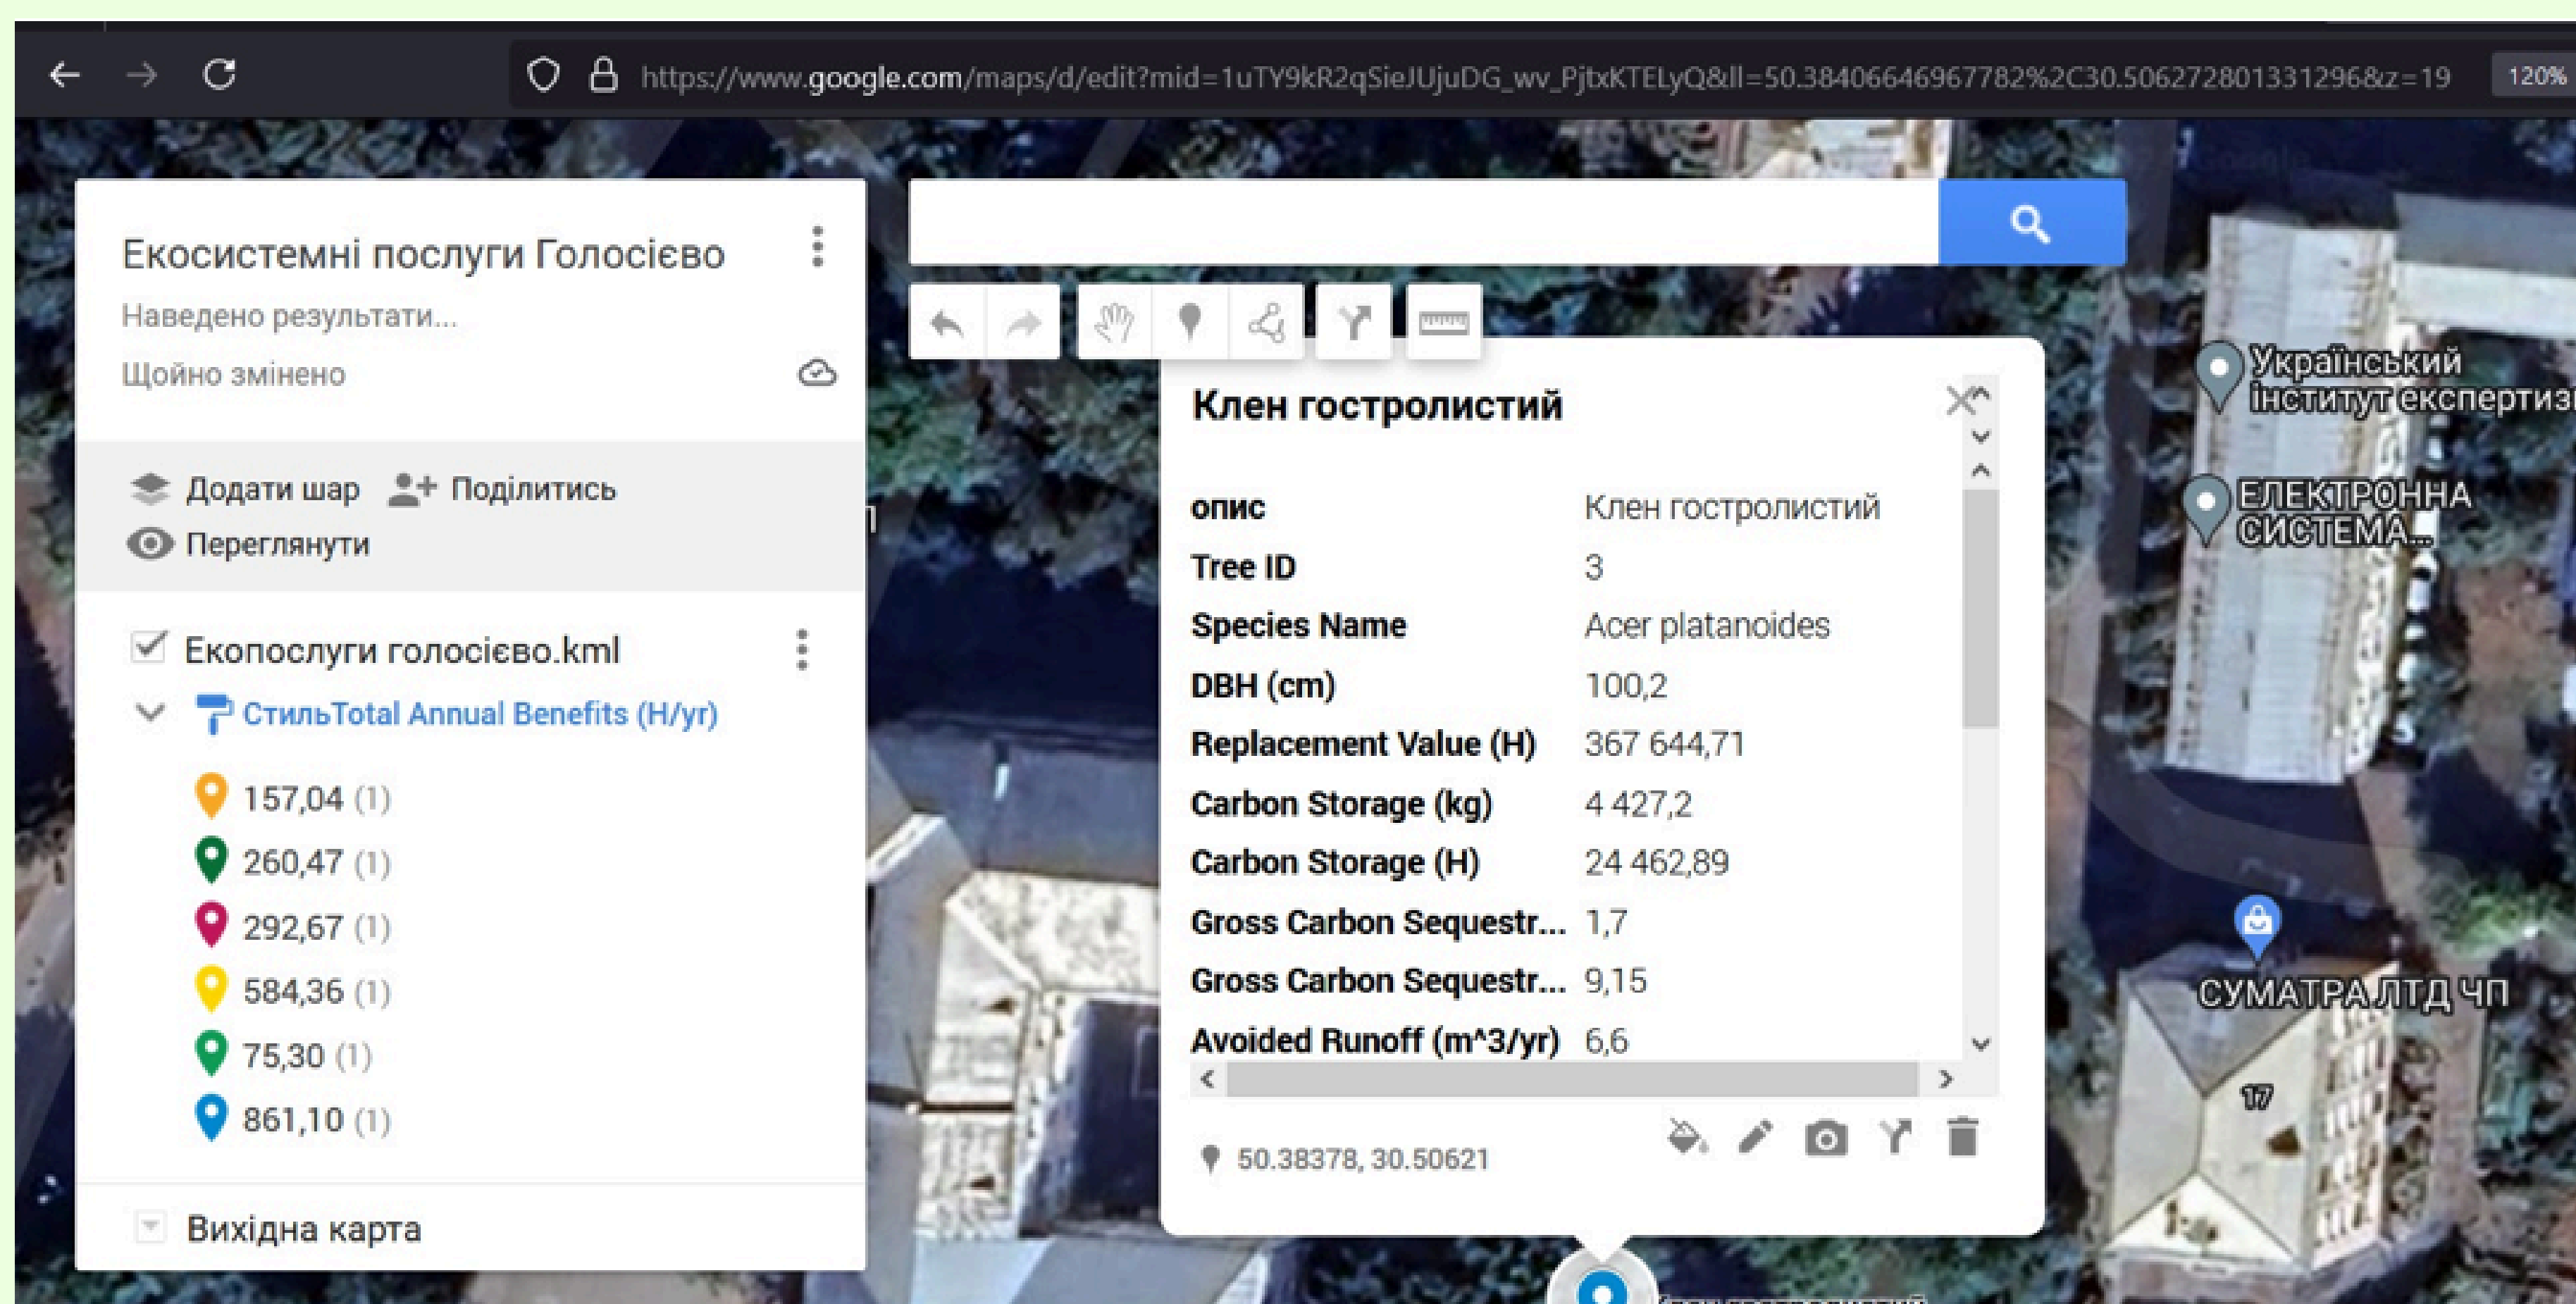 https://www.google.com/maps/d/edit?mid=1uTY9kR2qSieJUjuDG_wv_PjtxKTELyQ&ll=50.38406646967782%2C30.506272801331296&z=19
120%
Екосистемні послуги Голосієво
Наведено результати...
Щойно змінено
Додати шар Поділитись
Переглянути
Екопослуги голосієво.kml
СтильTotal Annual Benefits (H/yr)
157,04 (1)
260,47 (1)
292,67 (1)
584,36 (1)
75,30 (1)
861,10 (1)
Вихідна карта
Клен гостролистий
опис Клен гостролистий
Tree ID 3
Species Name Acer platanoides
DBH (cm) 100,2
Replacement Value (H) 367 644,71
Carbon Storage (kg) 4 427,2
Carbon Storage (H) 24 462,89
Gross Carbon Sequestr... 1,7
Gross Carbon Sequestr... 9,15
Avoided Runoff (m^3/yr) 6,6
50.38378, 30.50621
Український
інститут експертизи
ЕЛЕКТРОННА
СИСТЕМА...
СУМАТРА ЛТД ЧП
17